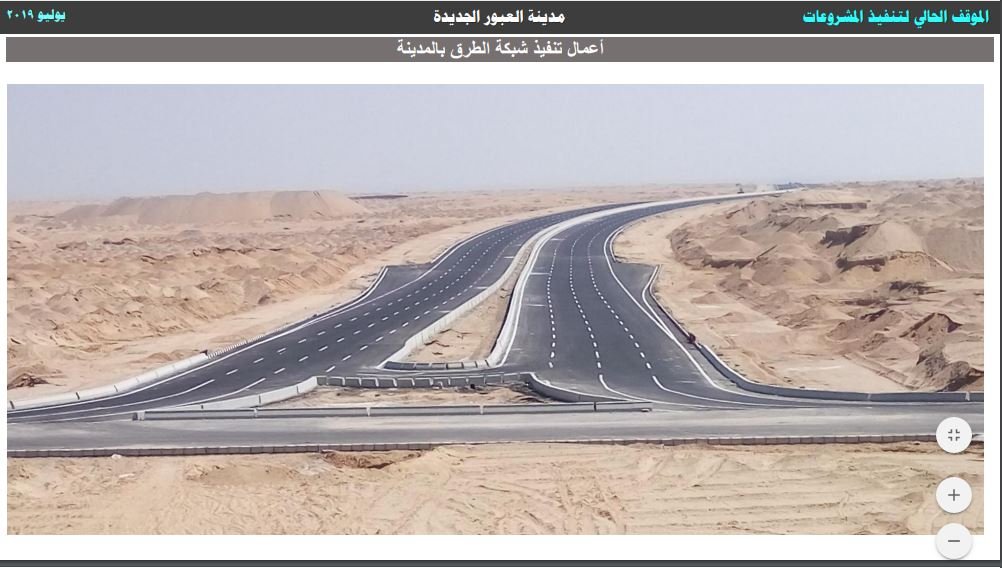 الموقف الحالي لتنفيذ المشروعات
مدينة العبور الجديدة
يوليو ٢٠١٩
أعمال تنفيذ شبكة الطرق بالمدينة